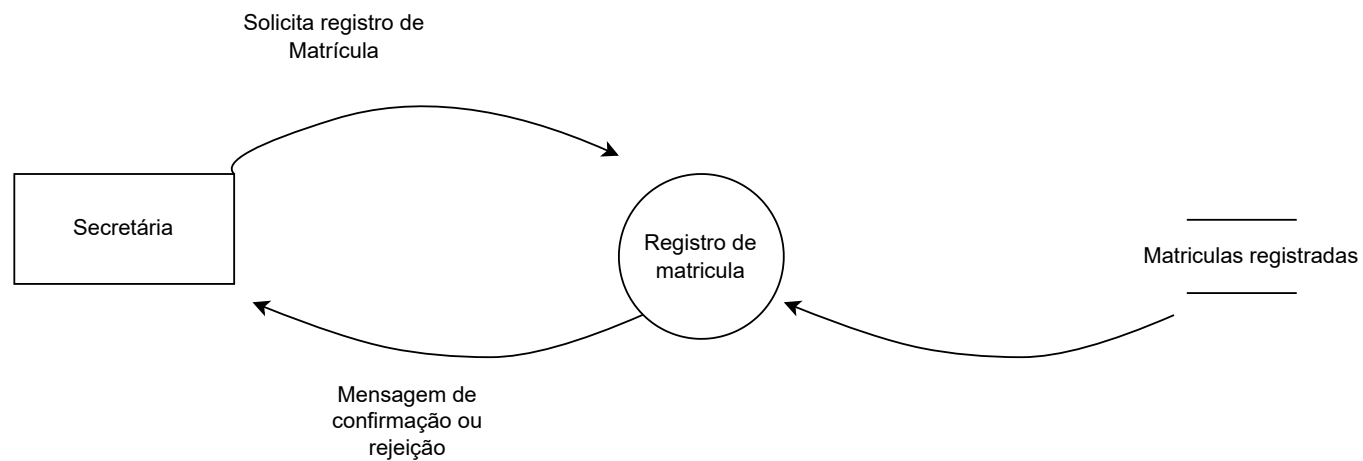 Solicita registro de
Matrícula
Secretária
Registro de
matricula
Matriculas registradas
Mensagem de
confirmação ou
rejeição